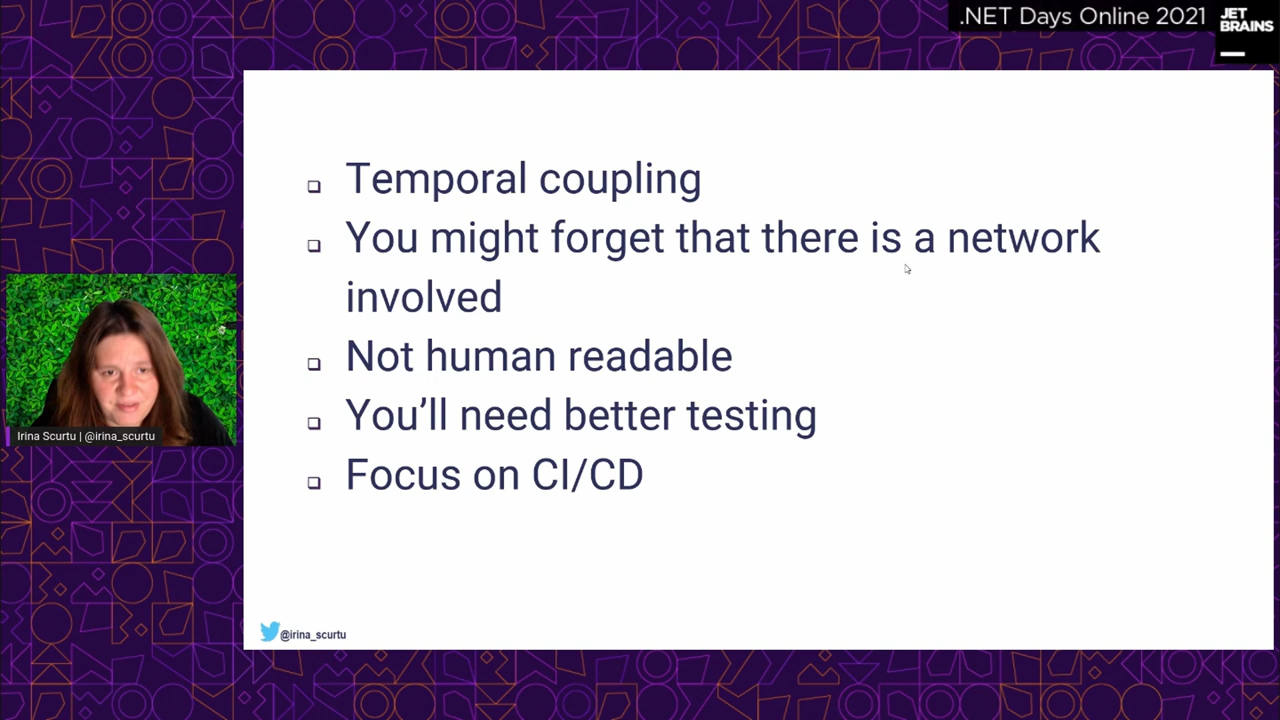 .NET Days Online 2021
JET
BRAINS
Temporal coupling
You might forget that there is a network
involved
Not human readable
You’ll need better testing
Focus on CI/CD
Irina Scurtu | @irina_scurtu
@irina_scurtu